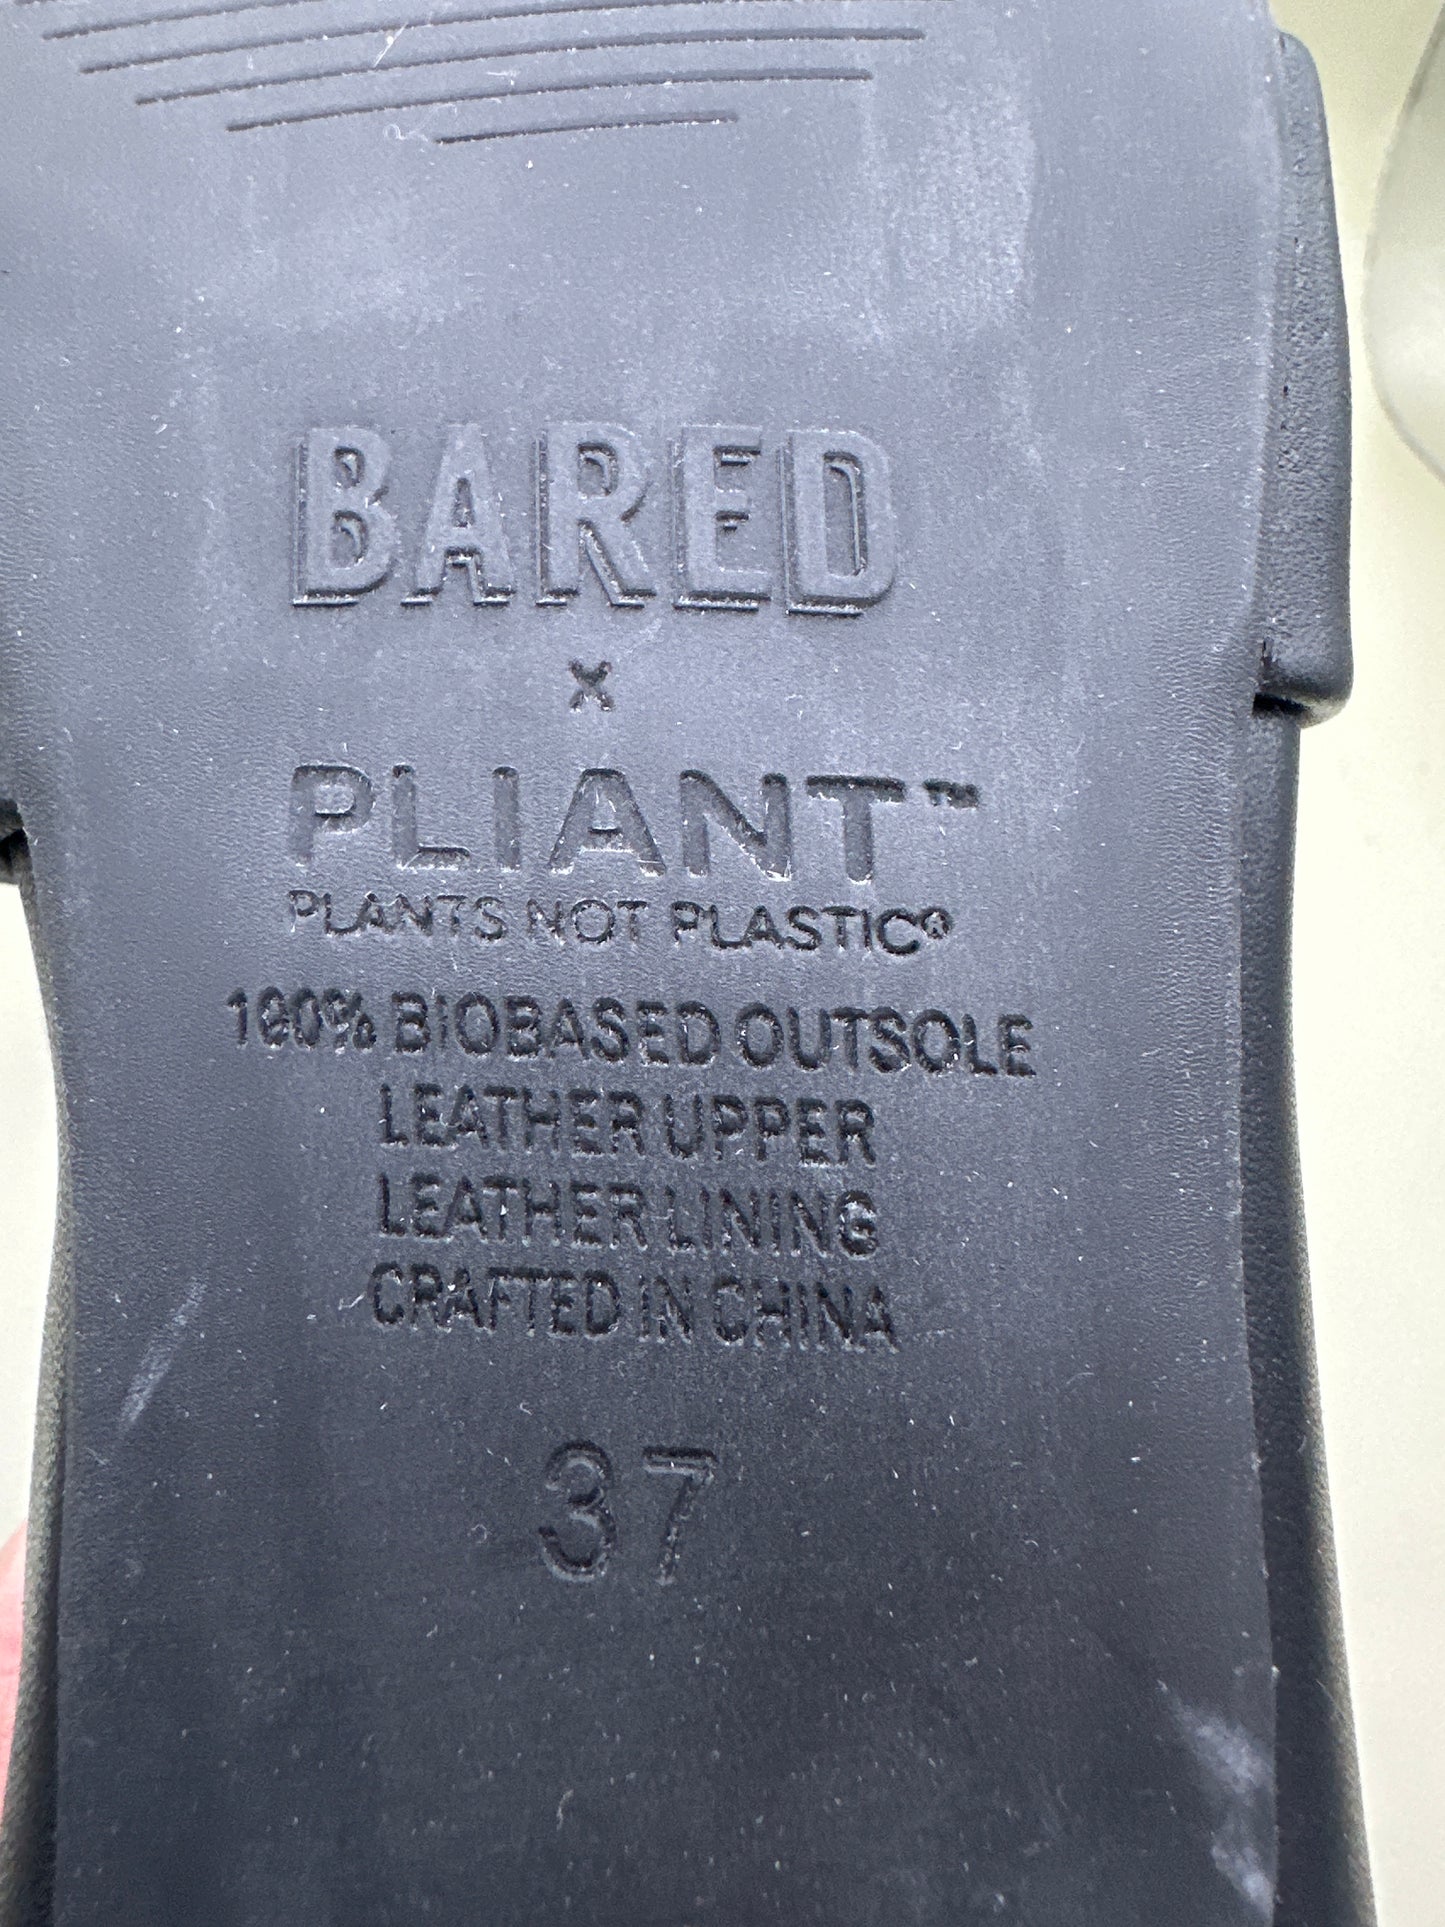 BARED
x
PLIANT™
PLANTS NOT PLASTIC®
100% BIOBASED OUTSOLE
LEATHER UPPER
LEATHER LINING
CRAFTED IN CHINA
37